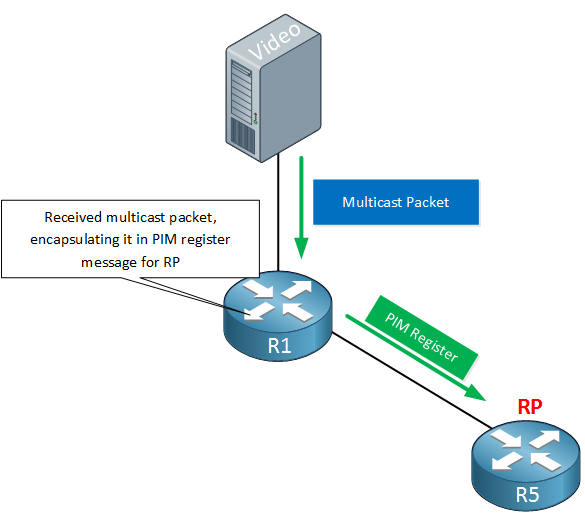 Video
Multicast Packet
Received multicast packet,
encapsulating it in PIM register
message for RP
R1
PIM Register
RP
R5